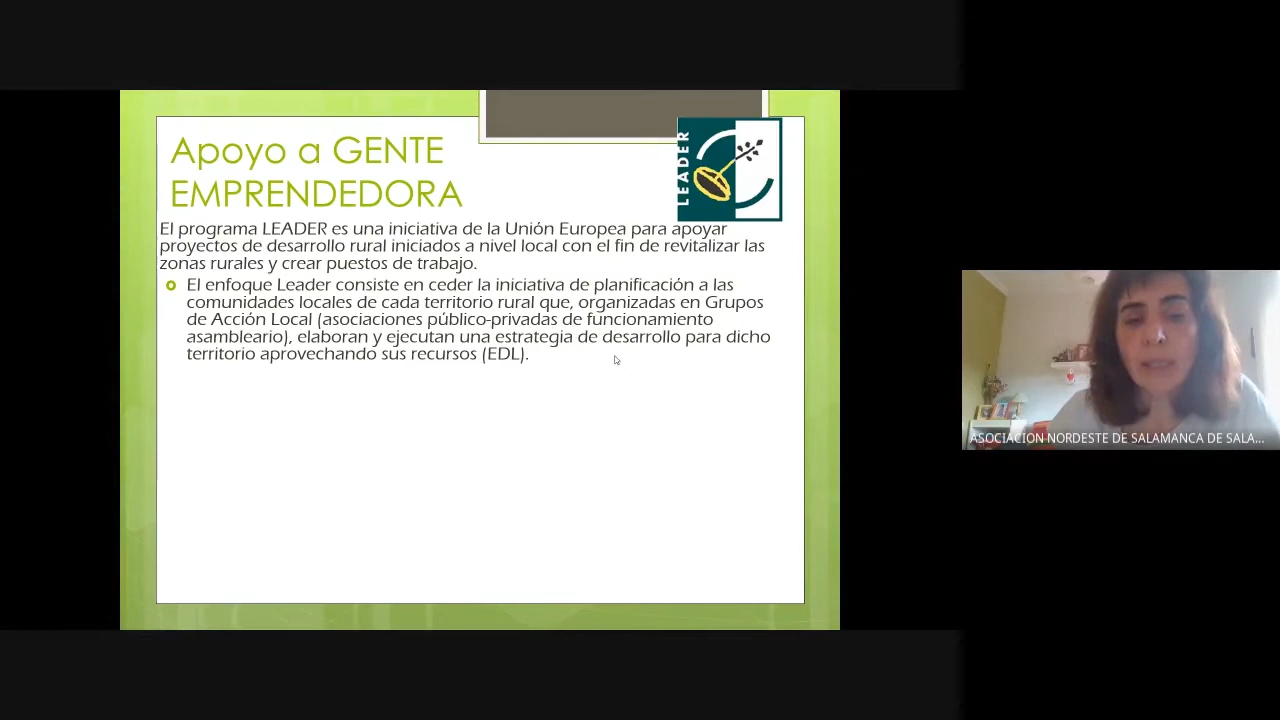 Apoyo a GENTE
EMPRENDEDORA
LEADER
El programa LEADER es una iniciativa de la Unión Europea para apoyar
proyectos de desarrollo rural iniciados a nivel local con el fin de revitalizar las
zonas rurales y crear puestos de trabajo.
El enfoque Leader consiste en ceder la iniciativa de planificación a las
comunidades locales de cada territorio rural que, organizadas en Grupos
de Acción Local (asociaciones público-privadas de funcionamiento
asambleario), elaboran y ejecutan una estrategia de desarrollo para dicho
territorio aprovechando sus recursos (EDL).
ASOCIACION NORDESTE DE SALAMANCA DE SALA...